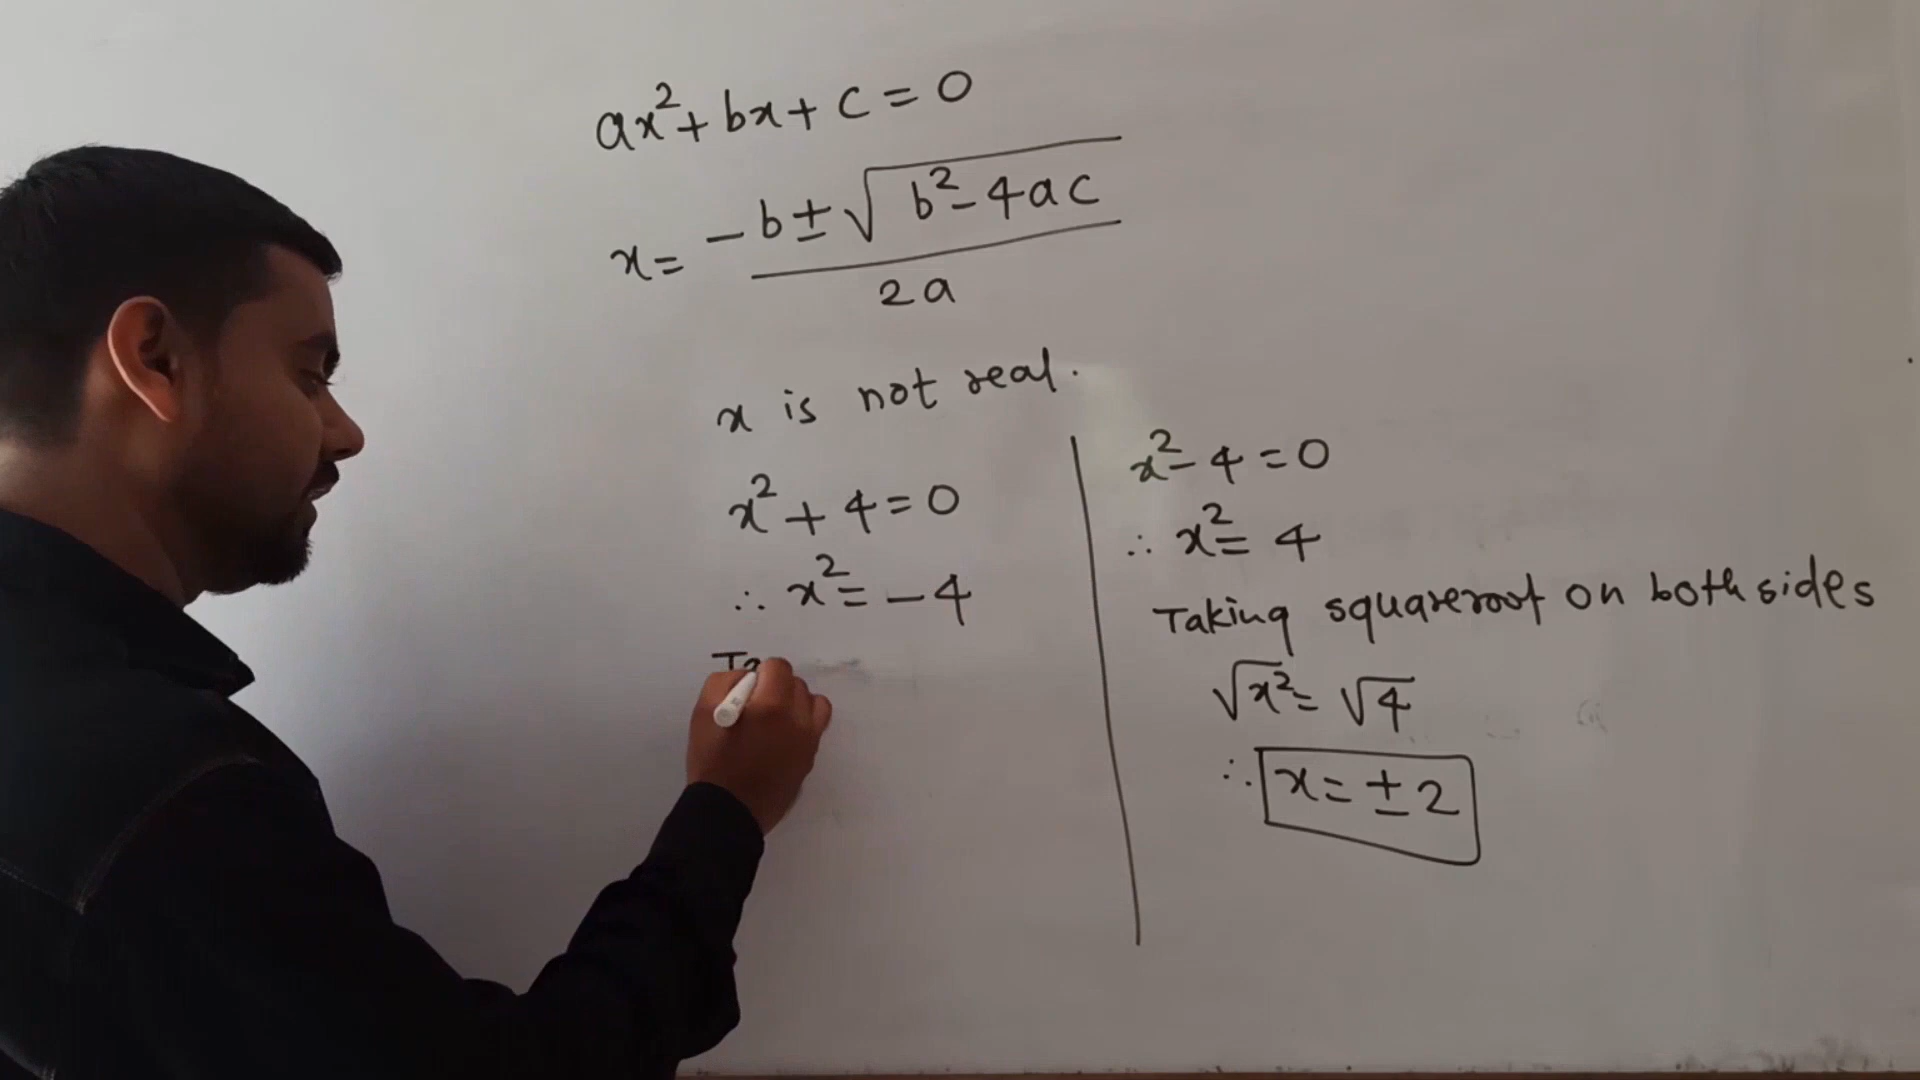 ax²+bx+c=0
x= -b±√b²-4ac / 2a
x is not real.
x²+4=0
∴ x²=-4
x²-4=0
∴ x²=4
Taking squareroot on both sides
√x²=√4
∴ x=±2